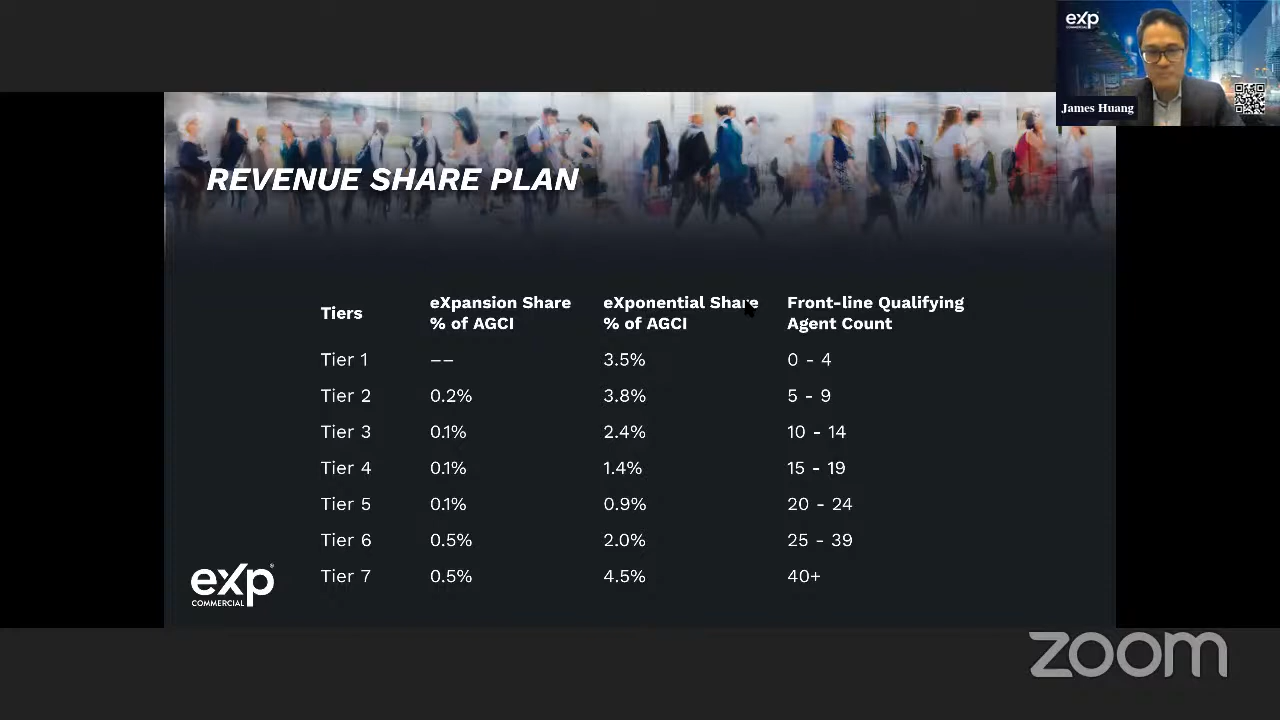 exp
COMMERCIAL
James Huang
REVENUE SHARE PLAN
Tiers eXpansion Share % of AGCI eXponential Share % of AGCI Front-line Qualifying Agent Count
Tier 1 –– 3.5% 0 - 4
Tier 2 0.2% 3.8% 5 - 9
Tier 3 0.1% 2.4% 10 - 14
Tier 4 0.1% 1.4% 15 - 19
Tier 5 0.1% 0.9% 20 - 24
Tier 6 0.5% 2.0% 25 - 39
Tier 7 0.5% 4.5% 40+
exp®
COMMERCIAL
zoom